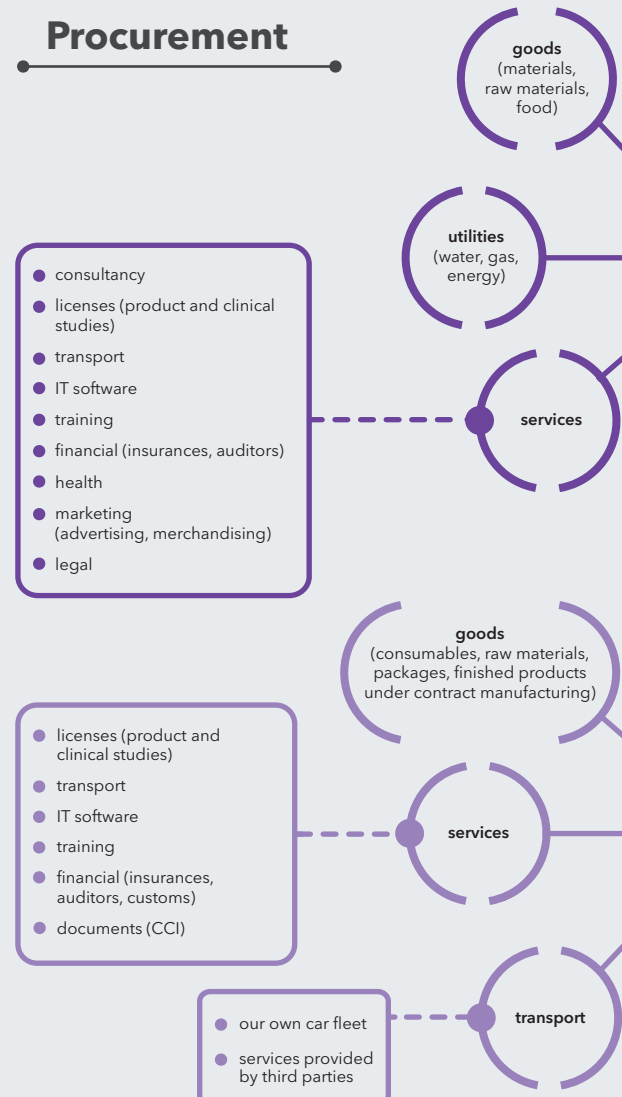 Procurement
goods
(materials,
raw materials,
food)
utilities
(water, gas,
energy)
consultancy
licenses (product and clinical
studies)
transport
IT software
training
financial (insurances, auditors)
health
marketing
(advertising, merchandising)
legal
services
goods
(consumables, raw materials,
packages, finished products
under contract manufacturing)
licenses (product and
clinical studies)
transport
IT software
training
financial (insurances,
auditors, customs)
documents (CCI)
services
our own car fleet
services provided
by third parties
transport